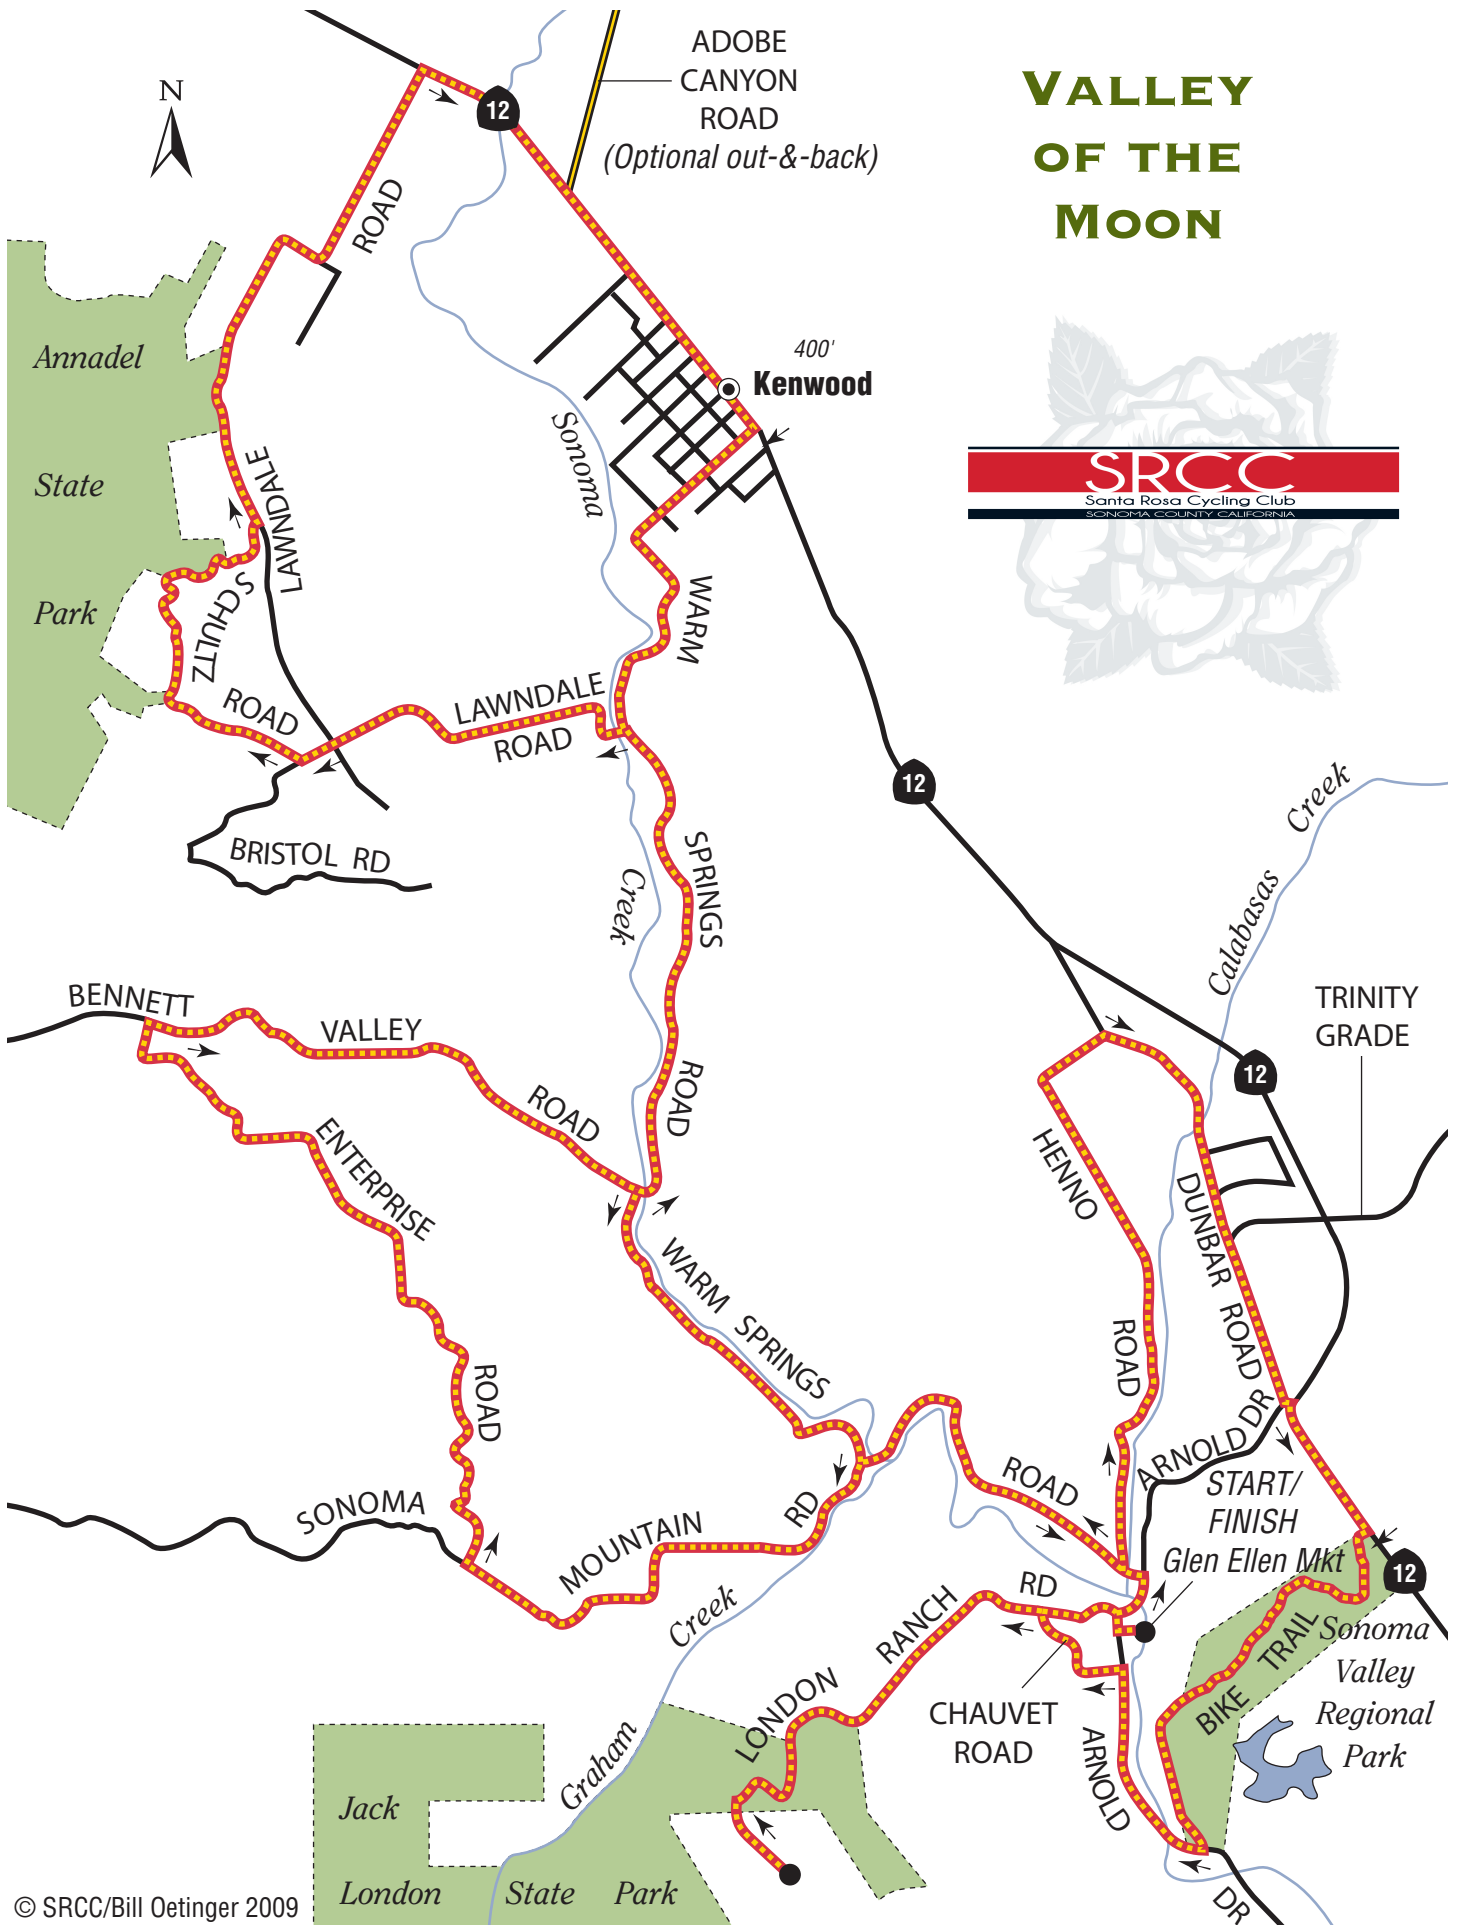 ADOBE
CANYON
ROAD
(Optional out-&-back)
VALLEY
OF THE
MOON
N
12
ROAD
Annadel
State
Park
400'
Kenwood
Sonoma
SRCC
Santa Rosa Cycling Club
SONOMA COUNTY CALIFORNIA
LAWNDALE
SCHULTZ
ROAD
WARM
LAWNDALE
ROAD
12
Creek
BRISTOL RD
SPRINGS
Creek
Calabasas
BENNETT
VALLEY
ROAD
ROAD
TRINITY
GRADE
12
ENTERPRISE
ROAD
HENNO
ROAD
DUNBAR ROAD
WARM SPRINGS
ROAD
ARNOLD DR
START/
FINISH
Glen Ellen Mkt
SONOMA
MOUNTAIN
RD
12
Creek
Graham
RD
RANCH
LONDON
CHAUVET
ROAD
ARNOLD
DR
BIKE TRAIL
Sonoma
Valley
Regional
Park
Jack
London State Park
© SRCC/Bill Oetinger 2009